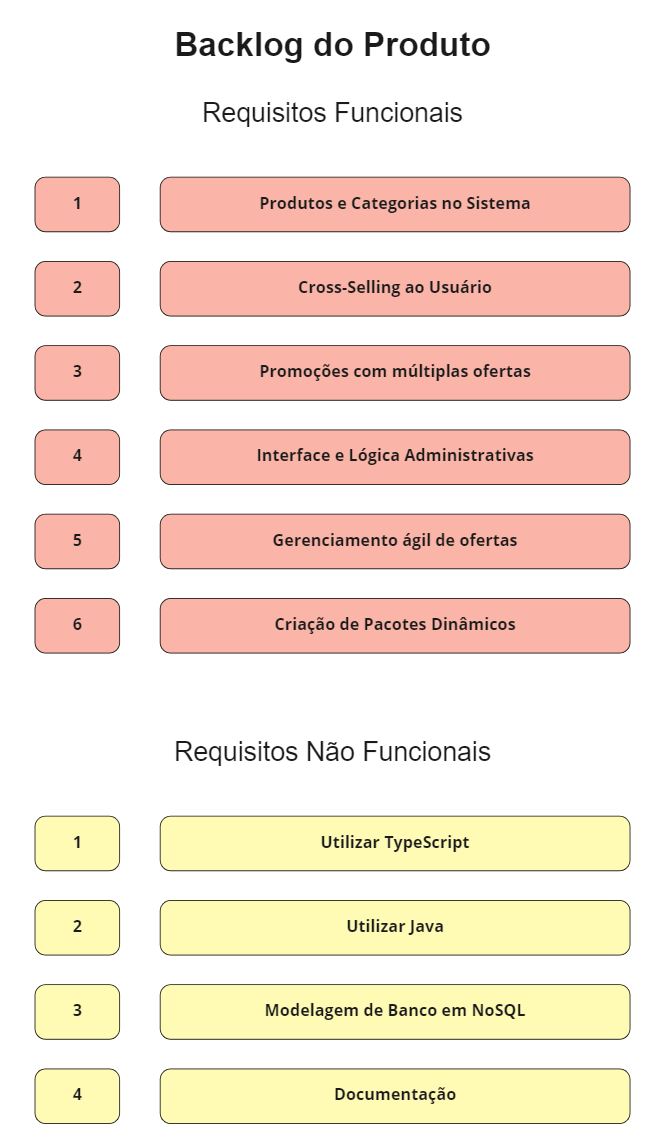 Backlog do Produto
Requisitos Funcionais
1 Produtos e Categorias no Sistema
2 Cross-Selling ao Usuário
3 Promoções com múltiplas ofertas
4 Interface e Lógica Administrativas
5 Gerenciamento ágil de ofertas
6 Criação de Pacotes Dinâmicos
Requisitos Não Funcionais
1 Utilizar TypeScript
2 Utilizar Java
3 Modelagem de Banco em NoSQL
4 Documentação